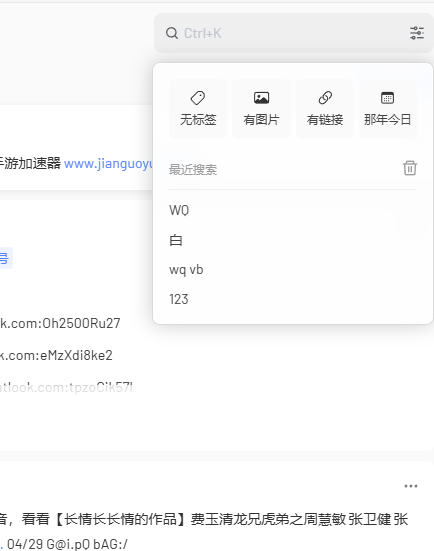 Ctrl+K
无标签 有图片 有链接 那年今日
手游加速器 www.jianguoyu
最近搜索
WQ
白
号
wq vb
123
k.com:Oh2500Ru27
k.com:eMzXdi8ke2
utlook.com:tpzoCik57l
音，看看【长情长长情的作品】费玉清龙兄虎弟之周慧敏 张卫健 张
. 04/29 G@i.pQ bAG:/